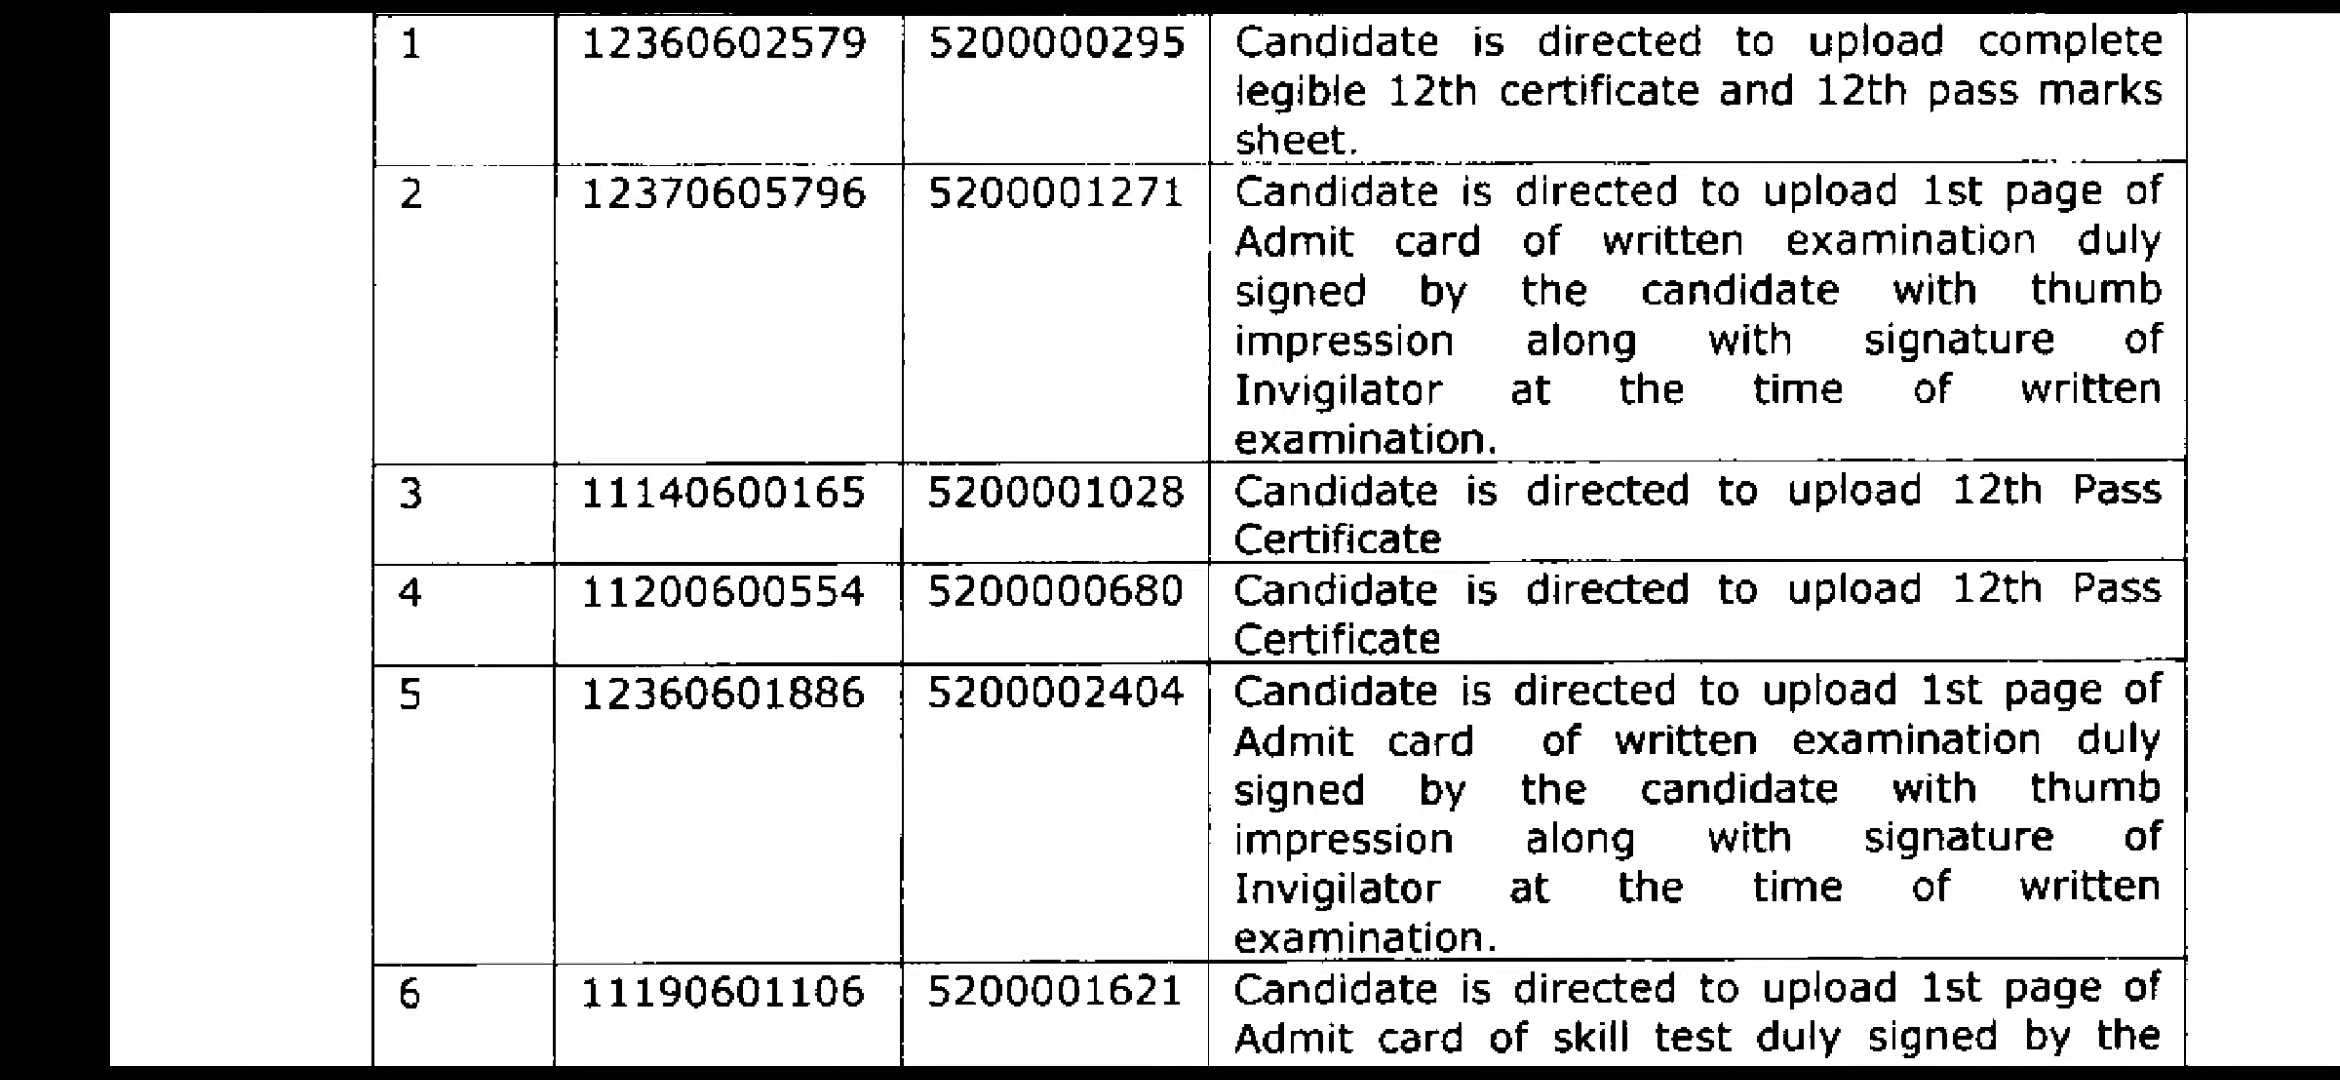 1 12360602579 5200000295 Candidate is directed to upload complete
legible 12th certificate and 12th pass marks
sheet.
2 12370605796 5200001271 Candidate is directed to upload 1st page of
Admit card of written examination duly
signed by the candidate with thumb
impression along with signature of
Invigilator at the time of written
examination.
3 11140600165 5200001028 Candidate is directed to upload 12th Pass
Certificate
4 11200600554 5200000680 Candidate is directed to upload 12th Pass
Certificate
5 12360601886 5200002404 Candidate is directed to upload 1st page of
Admit card of written examination duly
signed by the candidate with thumb
impression along with signature of
Invigilator at the time of written
examination.
6 11190601106 5200001621 Candidate is directed to upload 1st page of
Admit card of skill test duly signed by the